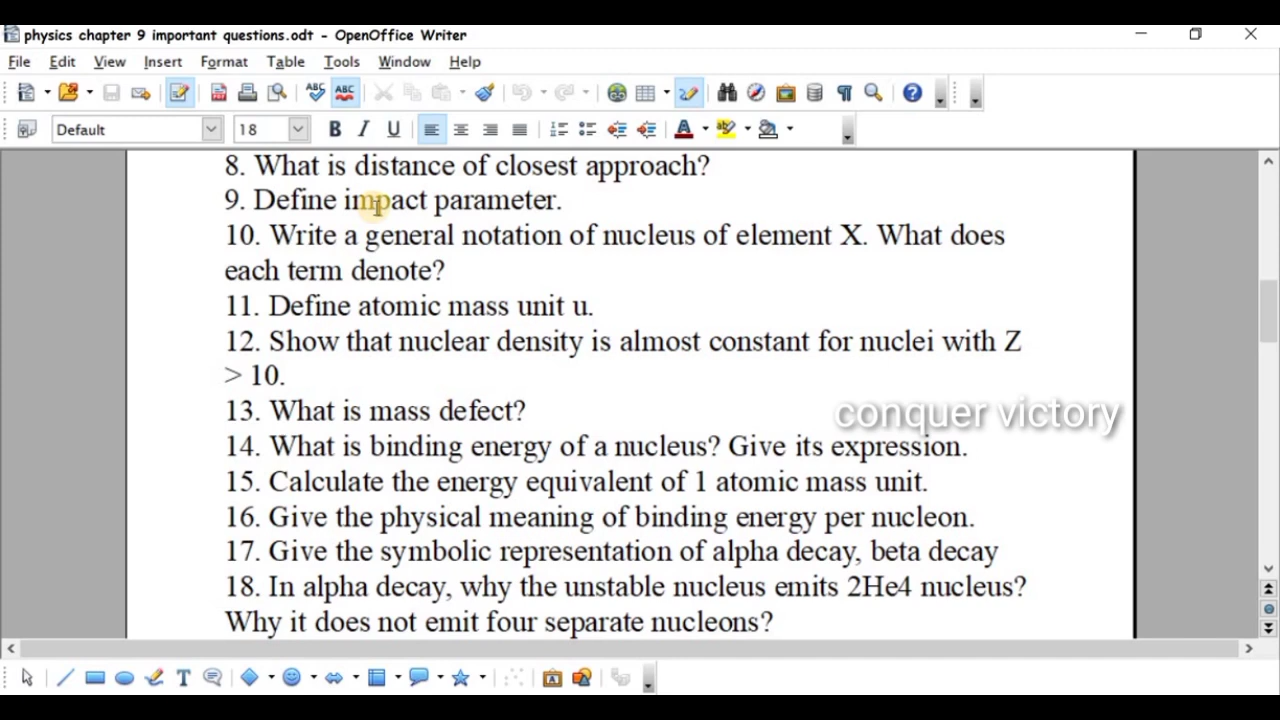 physics chapter 9 important questions.odt - OpenOffice Writer
File Edit View Insert Format Table Tools Window Help
ABC ABC
Default 18 B I U A
8. What is distance of closest approach?
9. Define impact parameter.
10. Write a general notation of nucleus of element X. What does
each term denote?
11. Define atomic mass unit u.
12. Show that nuclear density is almost constant for nuclei with Z
> 10.
13. What is mass defect?
conquer victory
14. What is binding energy of a nucleus? Give its expression.
15. Calculate the energy equivalent of 1 atomic mass unit.
16. Give the physical meaning of binding energy per nucleon.
17. Give the symbolic representation of alpha decay, beta decay
18. In alpha decay, why the unstable nucleus emits 2He4 nucleus?
Why it does not emit four separate nucleons?
T A